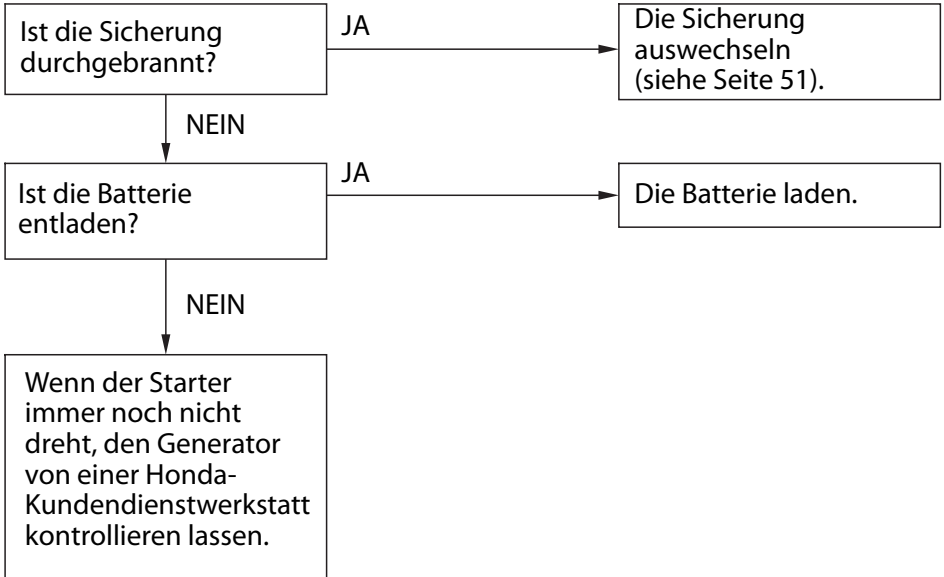 Ist die Sicherung
durchgebrannt?
JA
Die Sicherung
auswechseln
(siehe Seite 51).
NEIN
Ist die Batterie
entladen?
JA
Die Batterie laden.
NEIN
Wenn der Starter
immer noch nicht
dreht, den Generator
von einer Honda-
Kundendienstwerkstatt
kontrollieren lassen.